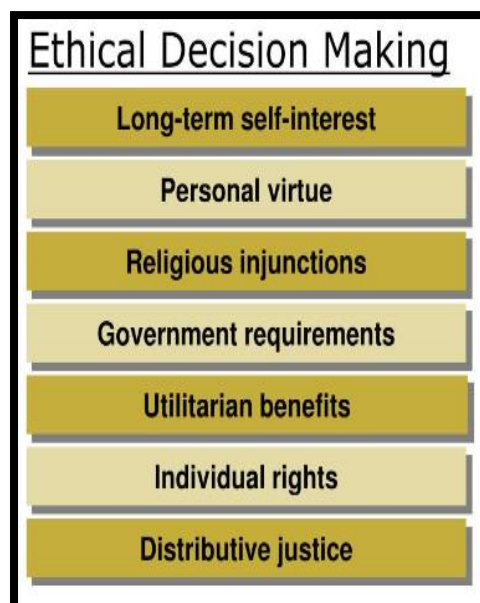 Ethical Decision Making
Long-term self-interest
Personal virtue
Religious injunctions
Government requirements
Utilitarian benefits
Individual rights
Distributive justice